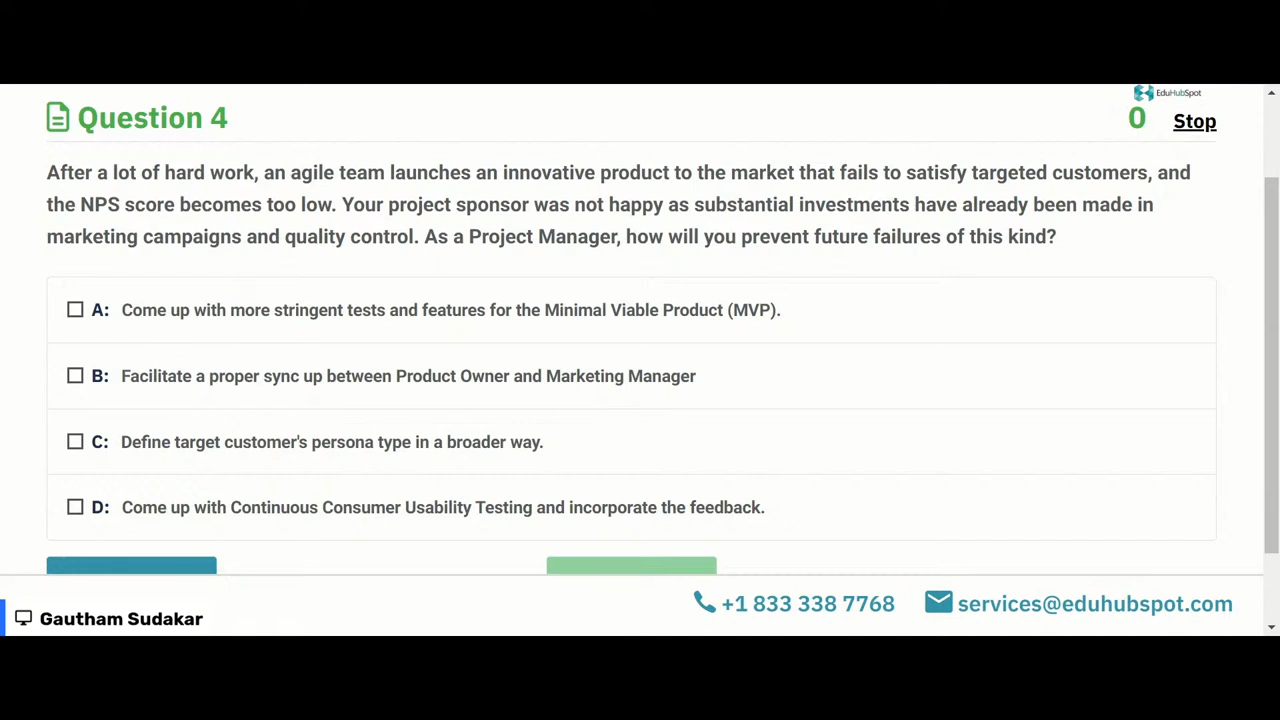 EduHubSpot
Question 4
0 Stop
After a lot of hard work, an agile team launches an innovative product to the market that fails to satisfy targeted customers, and
the NPS score becomes too low. Your project sponsor was not happy as substantial investments have already been made in
marketing campaigns and quality control. As a Project Manager, how will you prevent future failures of this kind?
A: Come up with more stringent tests and features for the Minimal Viable Product (MVP).
B: Facilitate a proper sync up between Product Owner and Marketing Manager
C: Define target customer's persona type in a broader way.
D: Come up with Continuous Consumer Usability Testing and incorporate the feedback.
+1 833 338 7768 services@eduhubspot.com
Gautham Sudakar